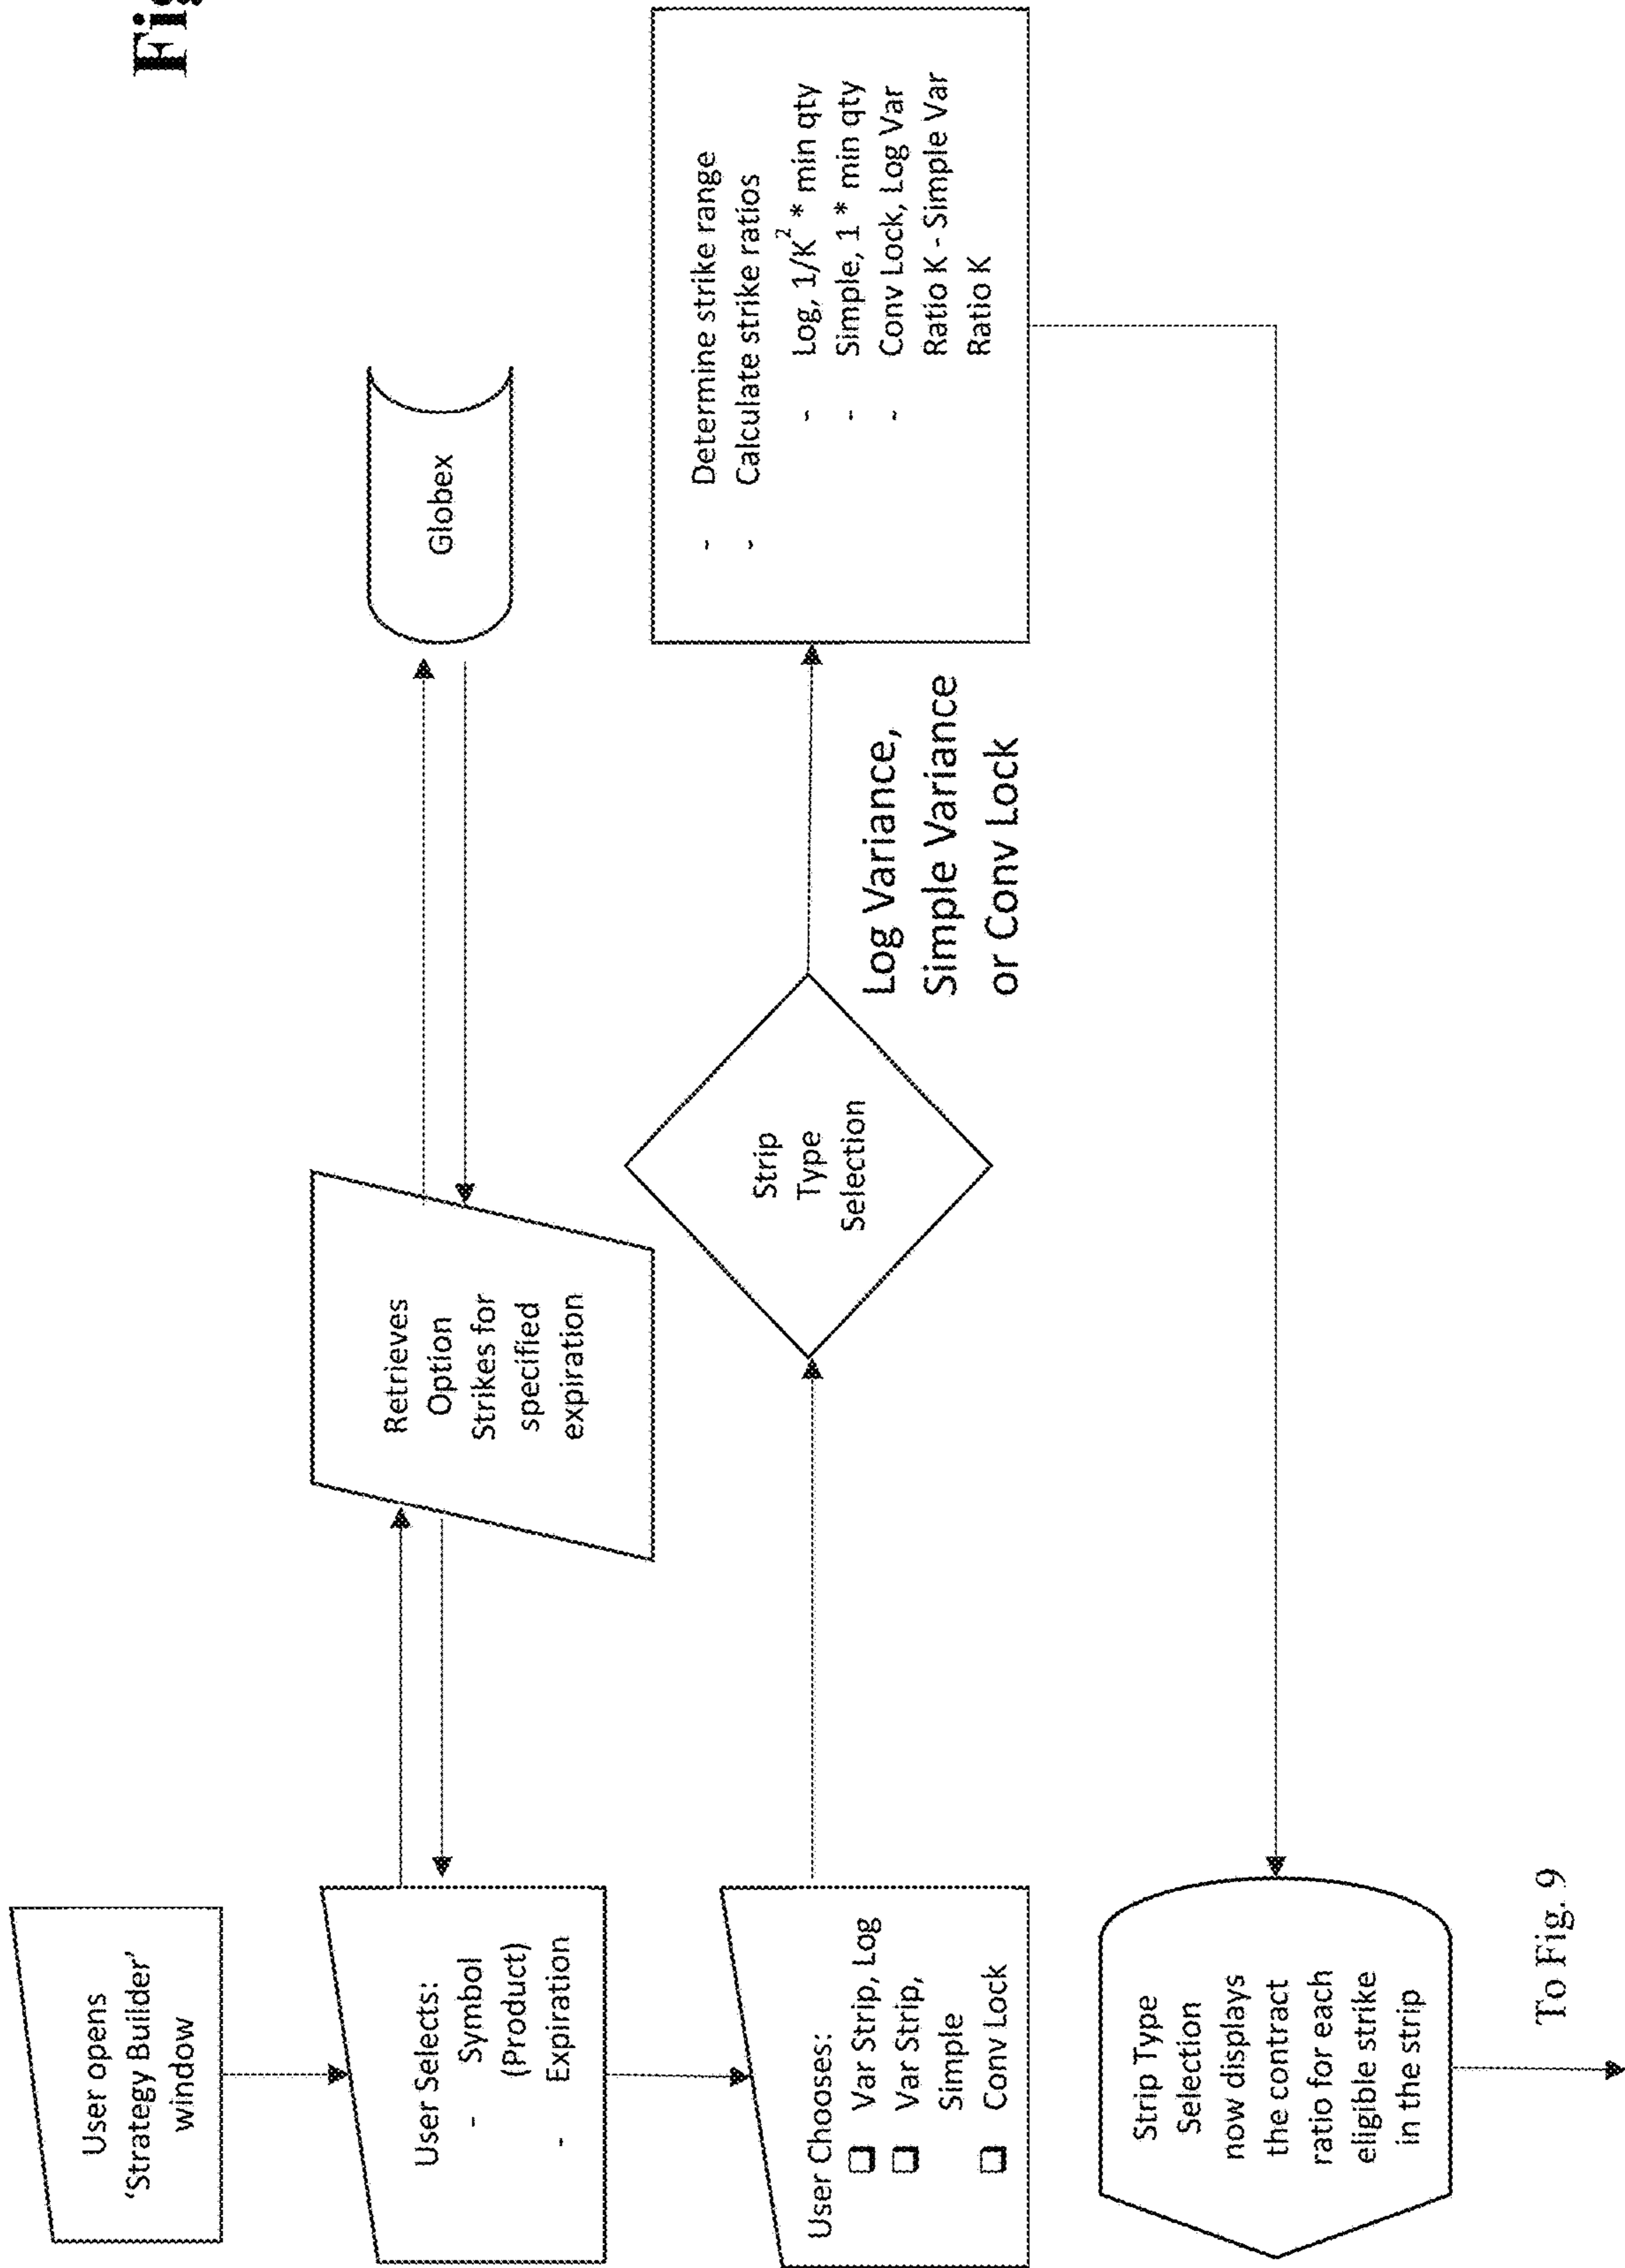 Fig
User opens
‘Strategy Builder’
window
User Selects:
- Symbol
(Product)
- Expiration
Retrieves
Option
Strikes for
specified
expiration
Globex
User Chooses:
❑ Var Strip, Log
❑ Var Strip,
Simple
❑ Conv Lock
Strip
Type
Selection
Log Variance,
Simple Variance
or Conv Lock
- Determine strike range
- Calculate strike ratios
- Log, 1/K² * min qty
- Simple, 1 * min qty
- Conv Lock, Log Var
Ratio K - Simple Var
Ratio K
Strip Type
Selection
now displays
the contract
ratio for each
eligible strike
in the strip
To Fig. 9